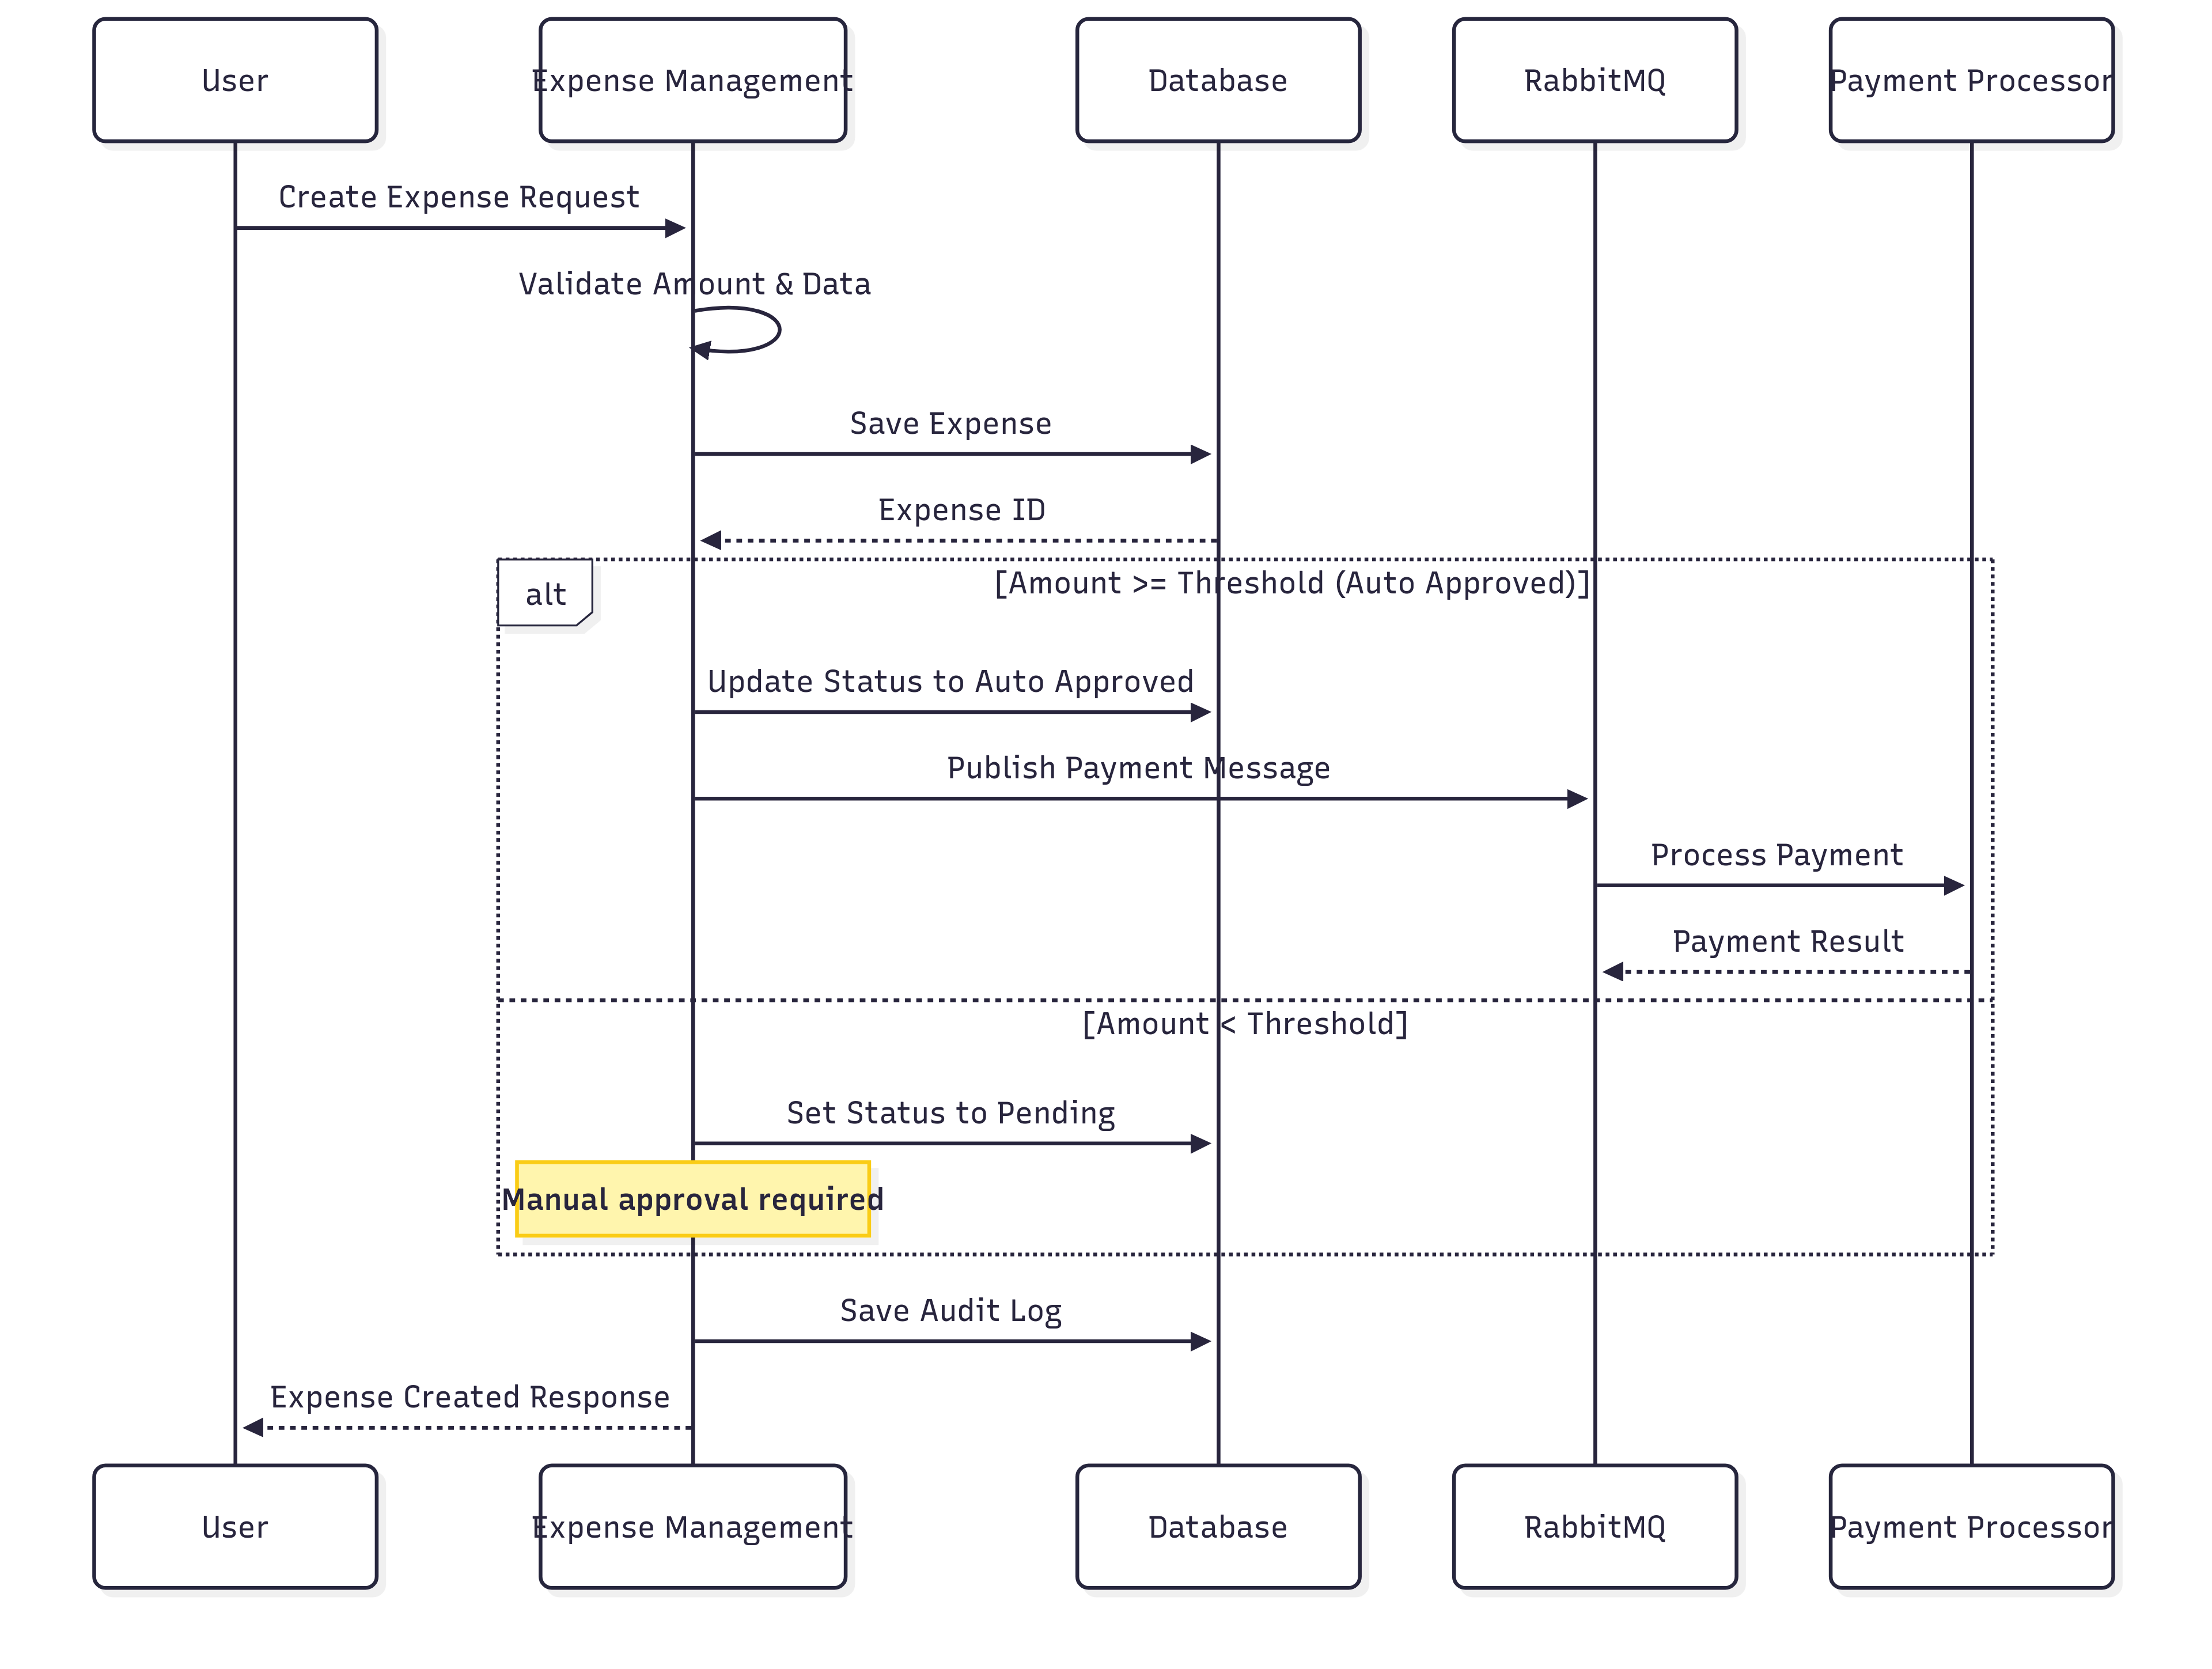 User
Expense Management
Database
RabbitMQ
Payment Processor
Create Expense Request
Validate Amount & Data
Save Expense
Expense ID
alt
[Amount >= Threshold (Auto Approved)]
Update Status to Auto Approved
Publish Payment Message
Process Payment
Payment Result
[Amount < Threshold]
Set Status to Pending
Manual approval required
Save Audit Log
Expense Created Response
User
Expense Management
Database
RabbitMQ
Payment Processor